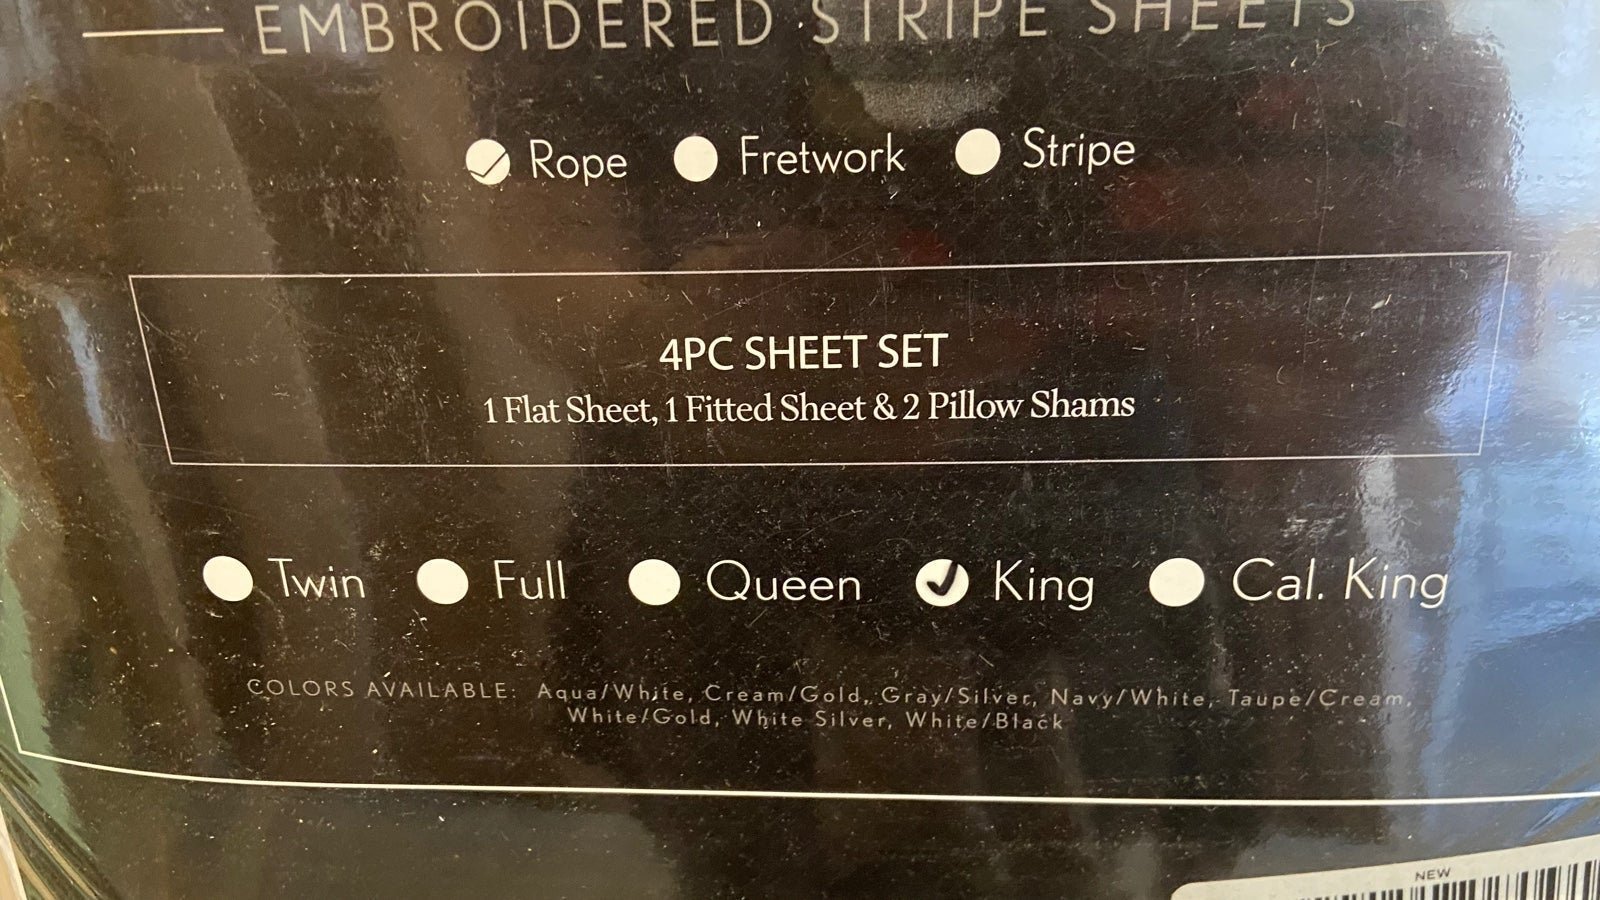 EMBROIDERED STRIPE SHEETS
Rope Fretwork Stripe
4PC SHEET SET
1 Flat Sheet, 1 Fitted Sheet & 2 Pillow Shams
Twin Full Queen King Cal. King
COLORS AVAILABLE: Aqua/White, Cream/Gold, Gray/Silver, Navy/White, Taupe/Cream,
White/Gold, White Silver, White/Black
NEW